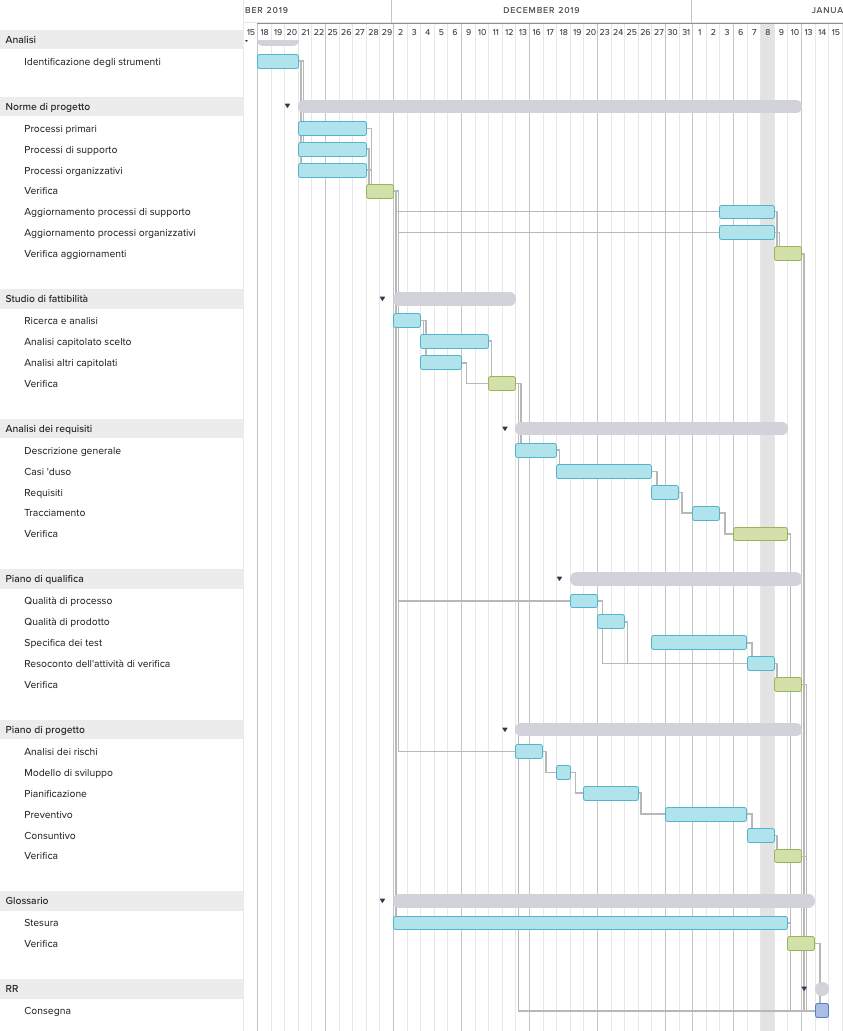 BER 2019 DECEMBER 2019 JANUA
15 18 19 20 21 22 25 26 27 28 29 2 3 4 5 6 9 10 11 12 13 16 17 18 19 20 23 24 25 26 27 30 31 1 2 3 6 7 8 9 10 13 14 15
Analisi
Identificazione degli strumenti
Norme di progetto
Processi primari
Processi di supporto
Processi organizzativi
Verifica
Aggiornamento processi di supporto
Aggiornamento processi organizzativi
Verifica aggiornamenti
Studio di fattibilità
Ricerca e analisi
Analisi capitolato scelto
Analisi altri capitolati
Verifica
Analisi dei requisiti
Descrizione generale
Casi 'duso
Requisiti
Tracciamento
Verifica
Piano di qualifica
Qualità di processo
Qualità di prodotto
Specifica dei test
Resoconto dell'attività di verifica
Verifica
Piano di progetto
Analisi dei rischi
Modello di sviluppo
Pianificazione
Preventivo
Consuntivo
Verifica
Glossario
Stesura
Verifica
RR
Consegna